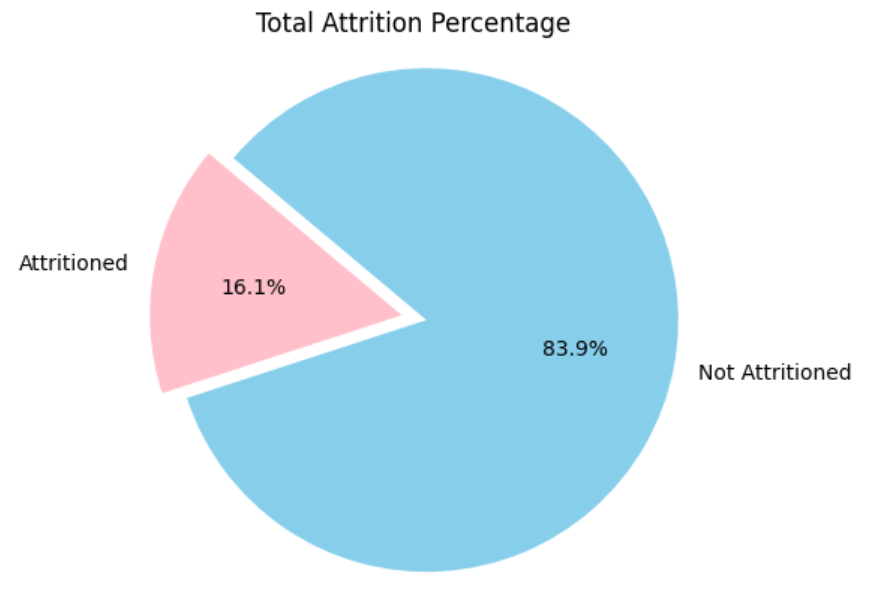 Total Attrition Percentage
Attritioned
16.1%
83.9%
Not Attritioned